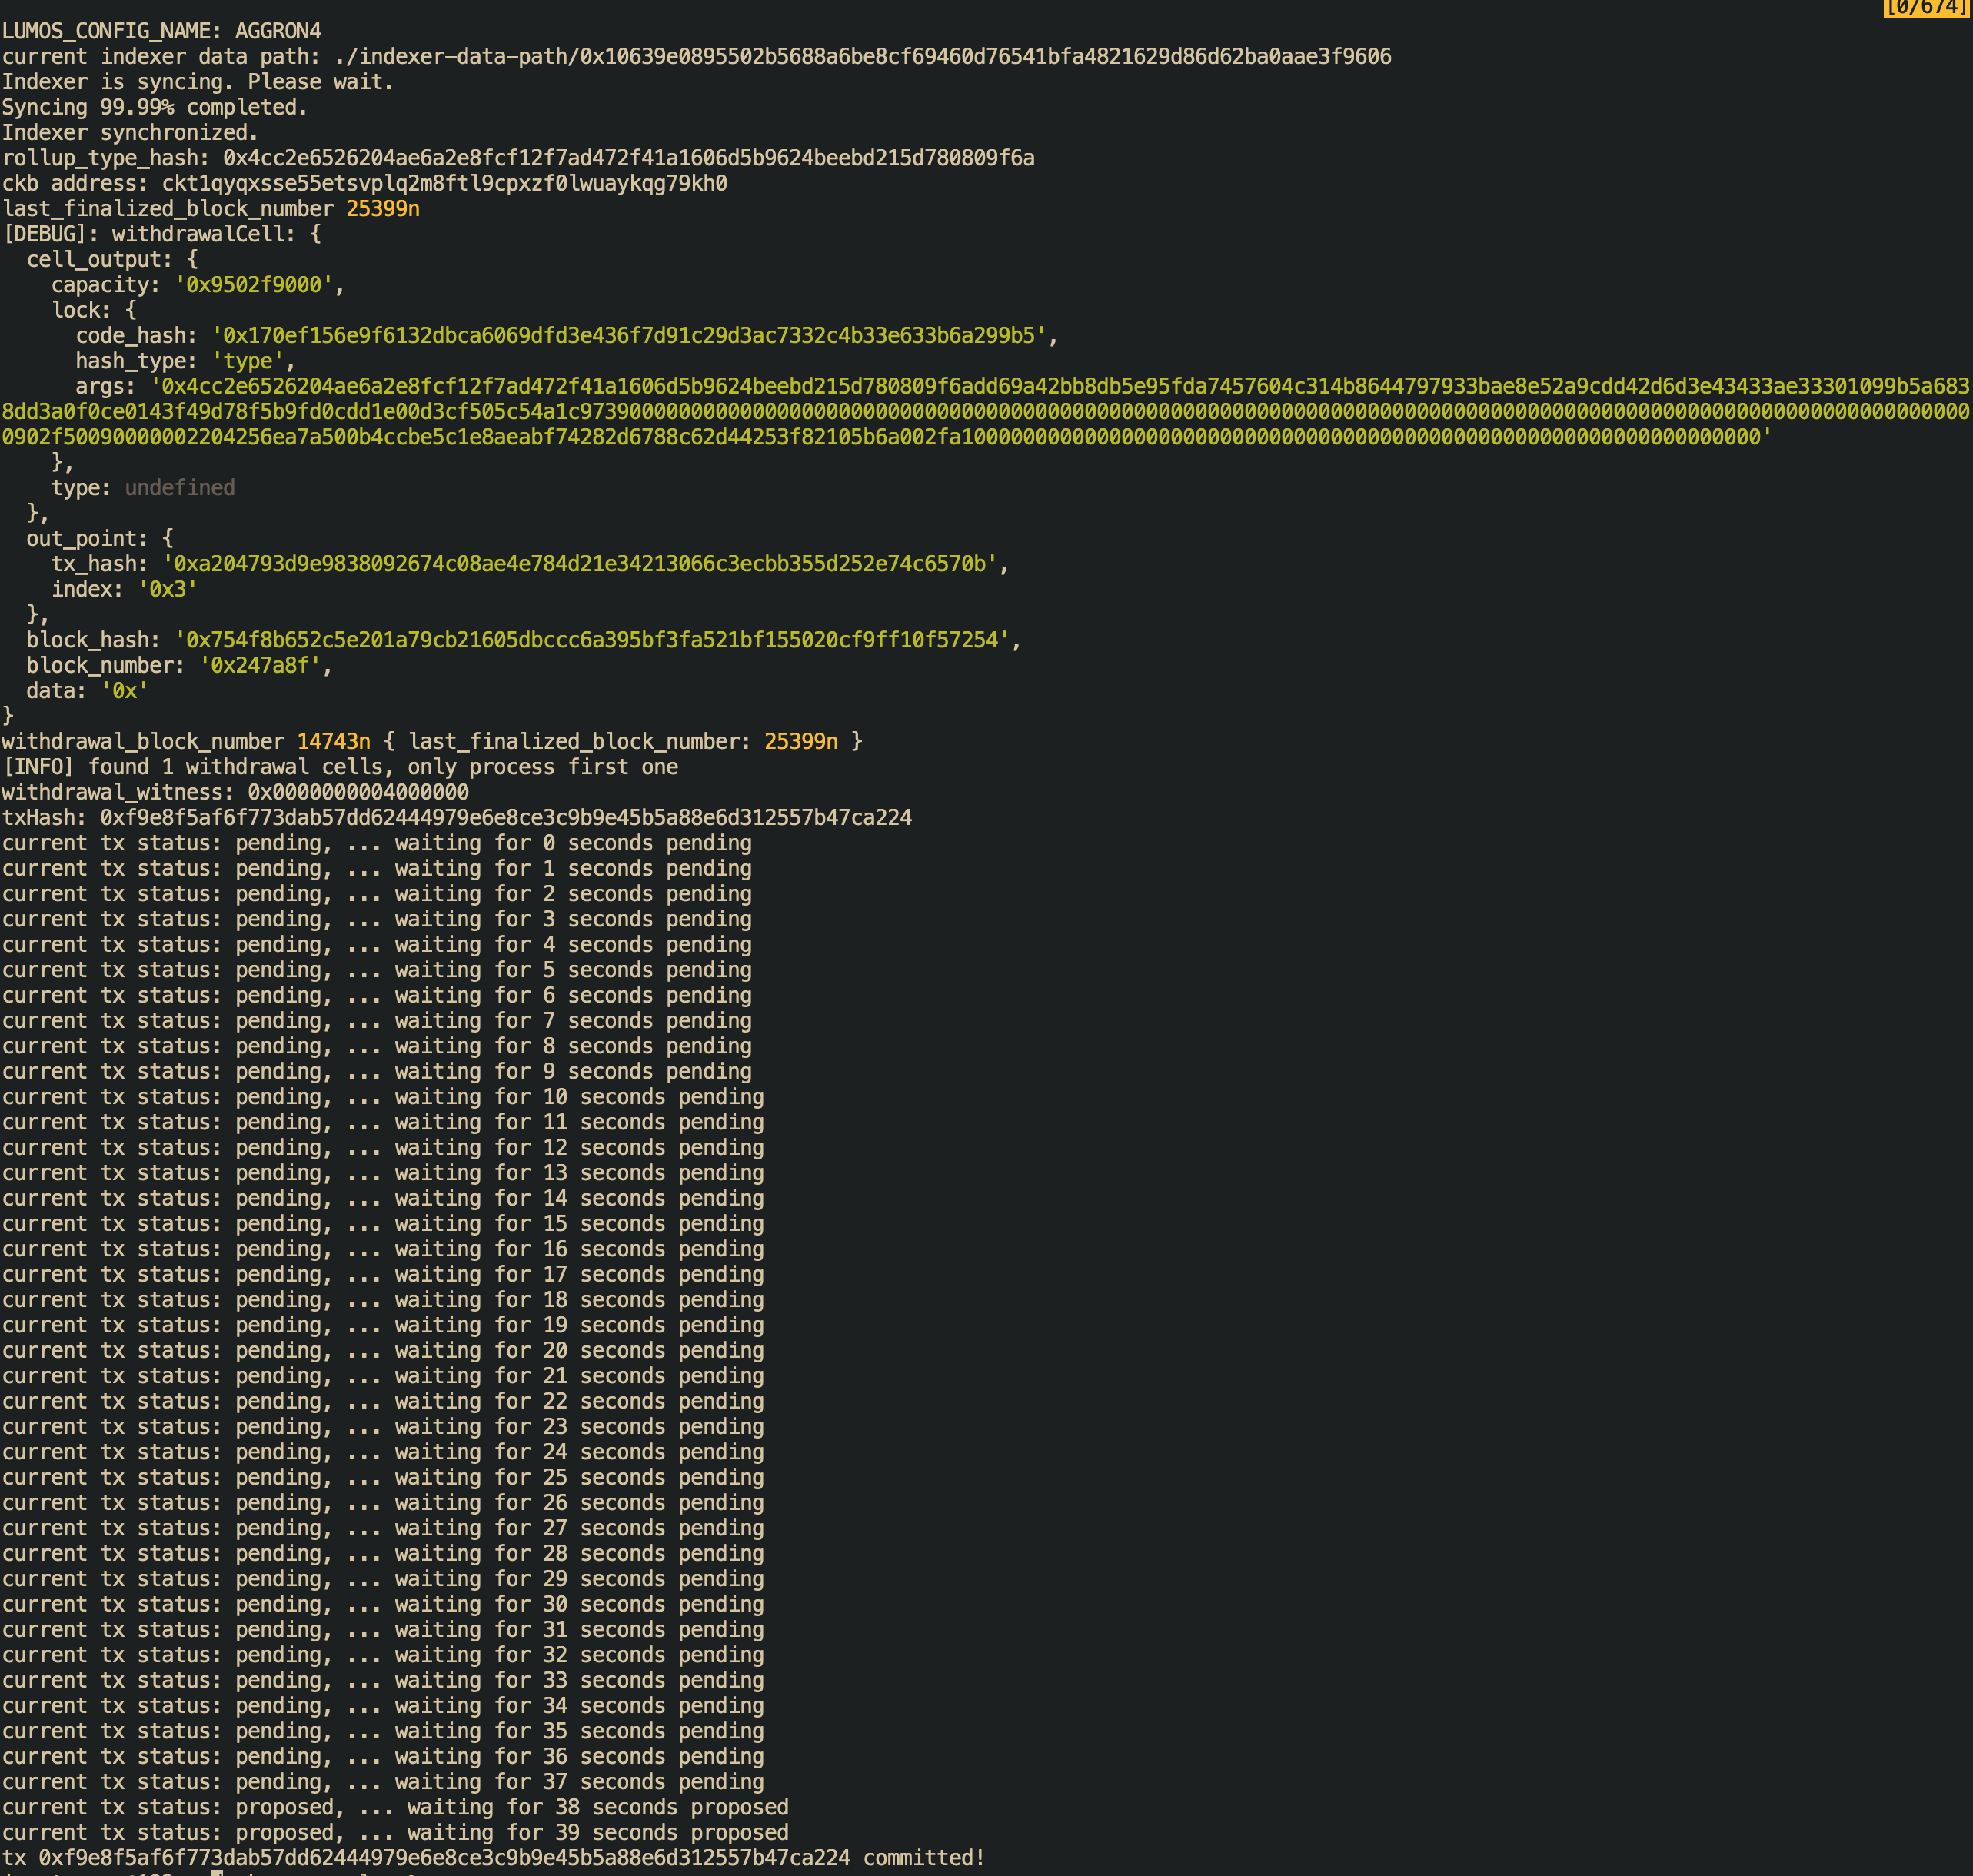 [0/674]
LUMOS_CONFIG_NAME: AGGRON4
current indexer data path: ./indexer-data-path/0x10639e0895502b5688a6be8cf69460d76541bfa4821629d86d62ba0aae3f9606
Indexer is syncing. Please wait.
Syncing 99.99% completed.
Indexer synchronized.
rollup_type_hash: 0x4cc2e6526204ae6a2e8fcf12f7ad472f41a1606d5b9624beebd215d780809f6a
ckb address: ckt1qyqxsse55etsvplq2m8ftl9cpxzf0lwuaykqg79kh0
last_finalized_block_number 25399n
[DEBUG]: withdrawalCell: {
  cell_output: {
    capacity: '0x9502f9000',
    lock: {
      code_hash: '0x170ef156e9f6132dbca6069dfd3e436f7d91c29d3ac7332c4b33e633b6a299b5',
      hash_type: 'type',
      args: '0x4cc2e6526204ae6a2e8fcf12f7ad472f41a1606d5b9624beebd215d780809f6add69a42bb8db5e95fda7457604c314b8644797933bae8e52a9cdd42d6d3e43433ae33301099b5a683
8dd3a0f0ce0143f49d78f5b9fd0cdd1e00d3cf505c54a1c97390000000000000000000000000000000000000000000000000000000000000000000000000000000000000000000000000000000000000
0902f50090000000002204256ea7a500b4ccbe5c1e8aeabf74282d6788c62d44253f82105b6a002fa10000000000000000000000000000000000000000000000000000000000000000'
    },
    type: undefined
  },
  out_point: {
    tx_hash: '0xa204793d9e9838092674c08ae4e784d21e34213066c3ecbb355d252e74c6570b',
    index: '0x3'
  },
  block_hash: '0x754f8b652c5e201a79cb21605dbccc6a395bf3fa521bf155020cf9ff10f57254',
  block_number: '0x247a8f',
  data: '0x'
}
withdrawal_block_number 14743n { last_finalized_block_number: 25399n }
[INFO] found 1 withdrawal cells, only process first one
withdrawal_witness: 0x0000000004000000
txHash: 0xf9e8f5af6f773dab57dd62444979e6e8ce3c9b9e45b5a88e6d312557b47ca224
current tx status: pending, ... waiting for 0 seconds pending
current tx status: pending, ... waiting for 1 seconds pending
current tx status: pending, ... waiting for 2 seconds pending
current tx status: pending, ... waiting for 3 seconds pending
current tx status: pending, ... waiting for 4 seconds pending
current tx status: pending, ... waiting for 5 seconds pending
current tx status: pending, ... waiting for 6 seconds pending
current tx status: pending, ... waiting for 7 seconds pending
current tx status: pending, ... waiting for 8 seconds pending
current tx status: pending, ... waiting for 9 seconds pending
current tx status: pending, ... waiting for 10 seconds pending
current tx status: pending, ... waiting for 11 seconds pending
current tx status: pending, ... waiting for 12 seconds pending
current tx status: pending, ... waiting for 13 seconds pending
current tx status: pending, ... waiting for 14 seconds pending
current tx status: pending, ... waiting for 15 seconds pending
current tx status: pending, ... waiting for 16 seconds pending
current tx status: pending, ... waiting for 17 seconds pending
current tx status: pending, ... waiting for 18 seconds pending
current tx status: pending, ... waiting for 19 seconds pending
current tx status: pending, ... waiting for 20 seconds pending
current tx status: pending, ... waiting for 21 seconds pending
current tx status: pending, ... waiting for 22 seconds pending
current tx status: pending, ... waiting for 23 seconds pending
current tx status: pending, ... waiting for 24 seconds pending
current tx status: pending, ... waiting for 25 seconds pending
current tx status: pending, ... waiting for 26 seconds pending
current tx status: pending, ... waiting for 27 seconds pending
current tx status: pending, ... waiting for 28 seconds pending
current tx status: pending, ... waiting for 29 seconds pending
current tx status: pending, ... waiting for 30 seconds pending
current tx status: pending, ... waiting for 31 seconds pending
current tx status: pending, ... waiting for 32 seconds pending
current tx status: pending, ... waiting for 33 seconds pending
current tx status: pending, ... waiting for 34 seconds pending
current tx status: pending, ... waiting for 35 seconds pending
current tx status: pending, ... waiting for 36 seconds pending
current tx status: pending, ... waiting for 37 seconds pending
current tx status: proposed, ... waiting for 38 seconds proposed
current tx status: proposed, ... waiting for 39 seconds proposed
tx 0xf9e8f5af6f773dab57dd62444979e6e8ce3c9b9e45b5a88e6d312557b47ca224 committed!